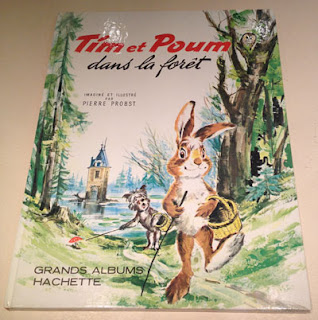 Tim et Poum
dans la forêt
IMAGINÉ ET ILLUSTRÉ
PAR
PIERRE PROBST
GRANDS ALBUMS
HACHETTE